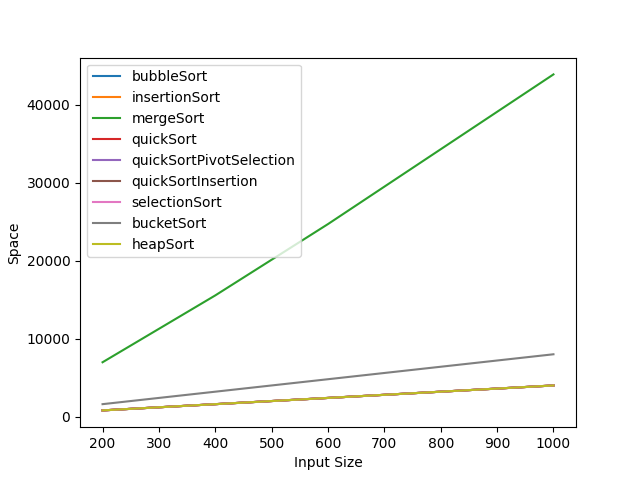 bubbleSort
insertionSort
mergeSort
quickSort
quickSortPivotSelection
quickSortInsertion
selectionSort
bucketSort
heapSort
40000
30000
20000
10000
0
Space
200 300 400 500 600 700 800 900 1000
Input Size